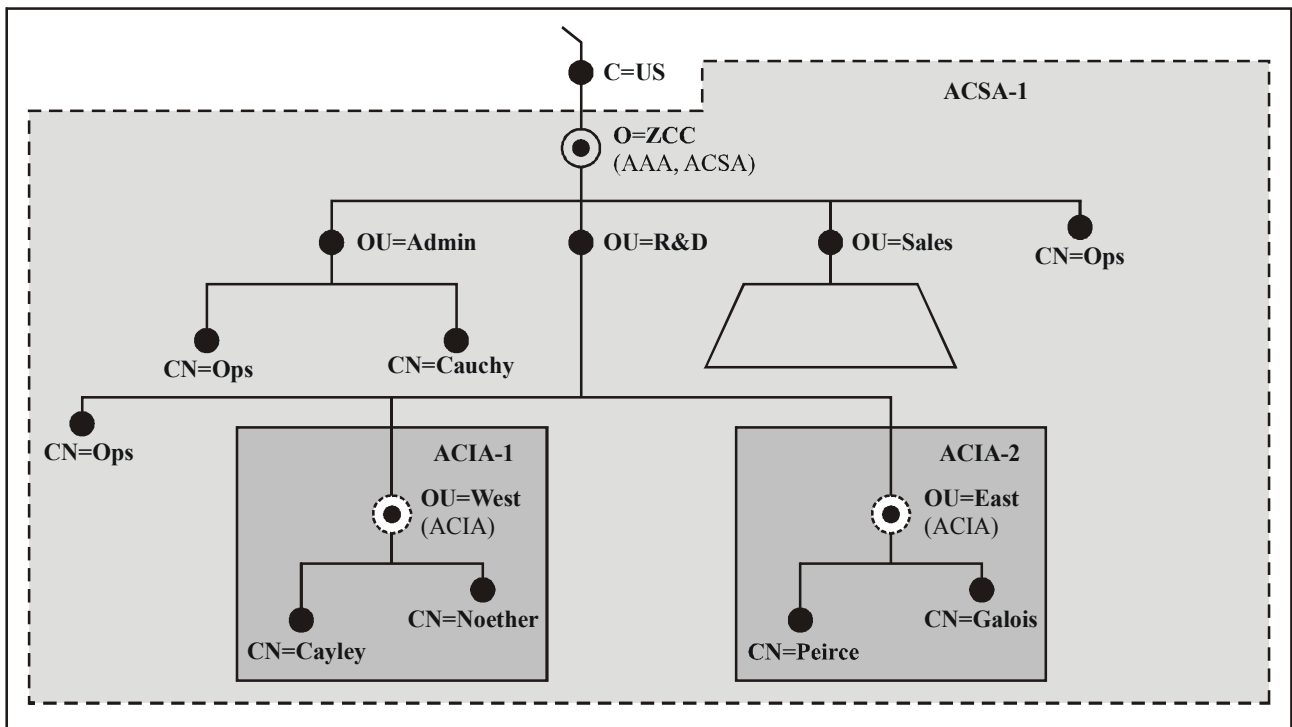 C=US
ACSA-1
O=ZCC
(AAA, ACSA)
OU=Admin
OU=R&D
OU=Sales
CN=Ops
CN=Ops
CN=Cauchy
CN=Ops
ACIA-1
OU=West
(ACIA)
CN=Noether
CN=Cayley
ACIA-2
OU=East
(ACIA)
CN=Galois
CN=Peirce